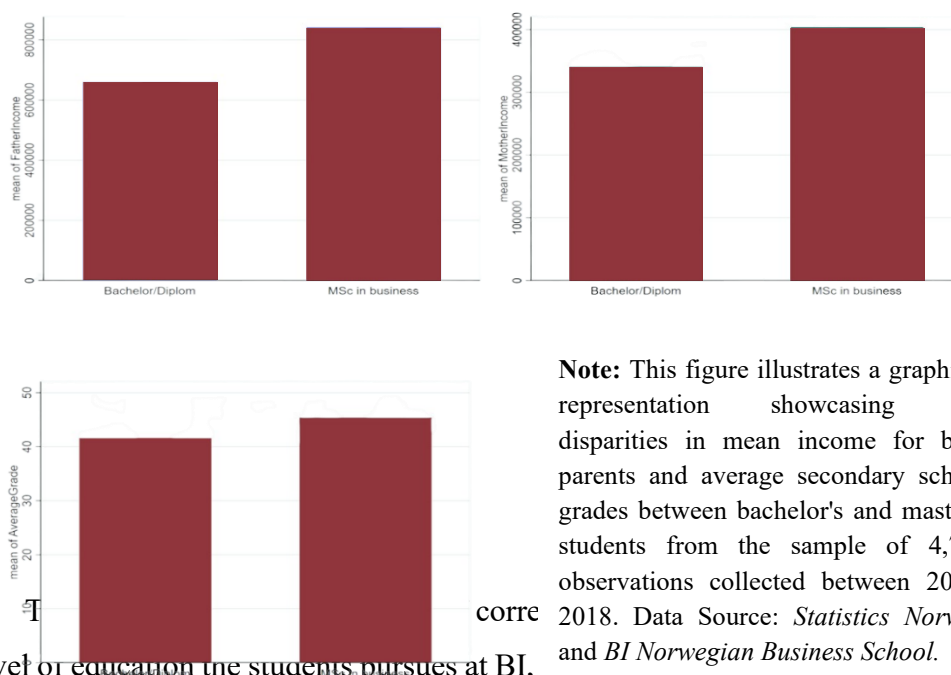 mean of FatherIncome
800000
600000
400000
200000
0
Bachelor/Diplom
MSc in business
mean of MotherIncome
400000
300000
200000
100000
0
Bachelor/Diplom
MSc in business
mean of AverageGrade
50
40
30
20
10
0
Note: This figure illustrates a graph
representation showcasing
disparities in mean income for b
parents and average secondary sch
grades between bachelor's and mast
students from the sample of 4,
observations collected between 20
2018. Data Source: Statistics Norw
and BI Norwegian Business School.
T corre
vel of education the students pursues at BI,